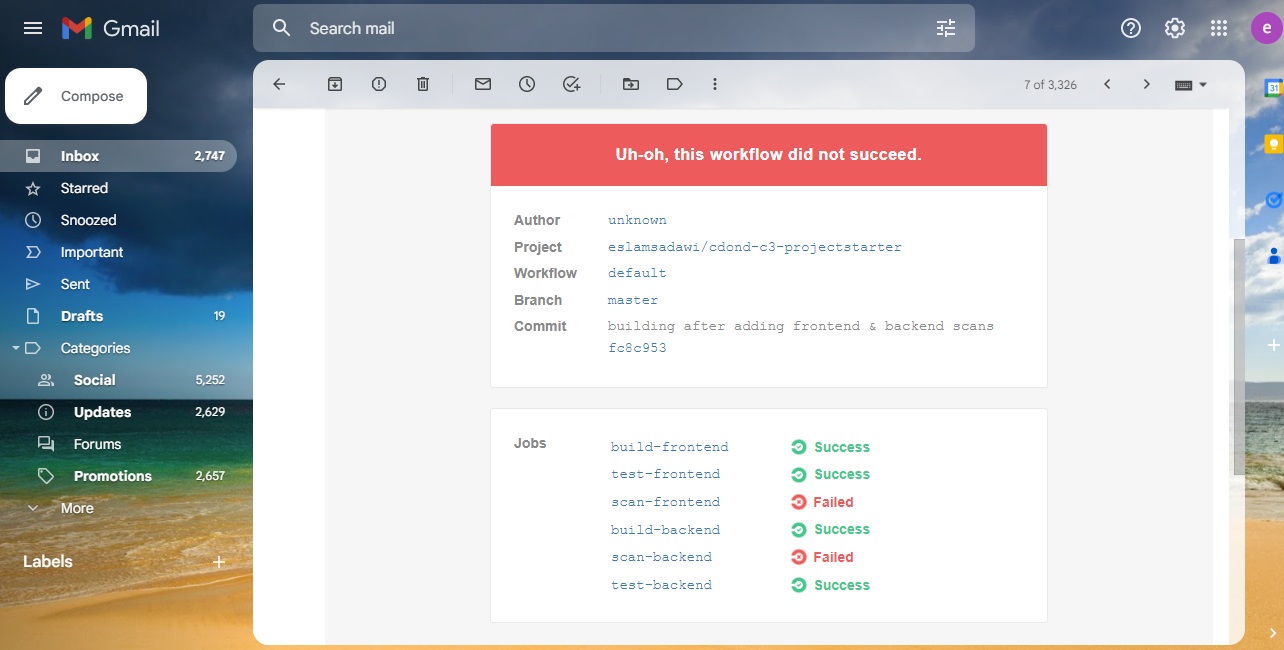 Gmail
Search mail
e
Compose
7 of 3,326
31
Inbox 2,747
Starred
Snoozed
Important
Sent
Drafts 19
Categories
Social 5,252
Updates 2,629
Forums
Promotions 2,657
More
Labels
Uh-oh, this workflow did not succeed.
Author unknown
Project eslamsadawi/cdond-c3-projectstarter
Workflow default
Branch master
Commit building after adding frontend & backend scans
fc8c953
Jobs
build-frontend Success
test-frontend Success
scan-frontend Failed
build-backend Success
scan-backend Failed
test-backend Success